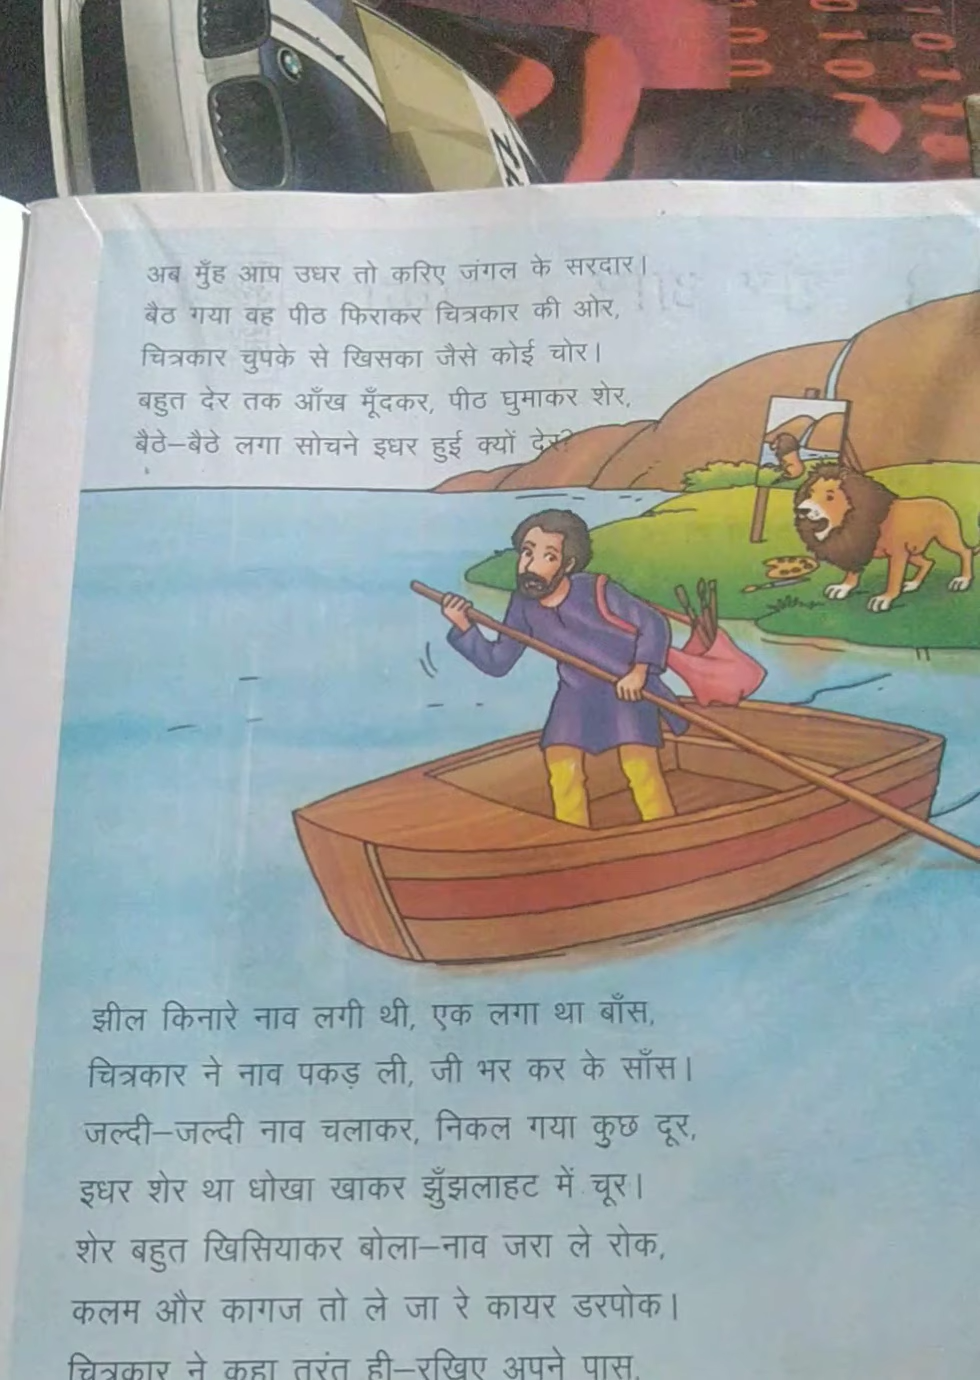 अब मुँह आप उधर तो करिए जंगल के सरदार।
बैठ गया वह पीठ फिराकर चित्रकार की ओर,
चित्रकार चुपके से खिसका जैसे कोई चोर।
बहुत देर तक आँख मूँदकर, पीठ घुमाकर शेर,
बैठे–बैठे लगा सोचने इधर हुई क्यों देर?
झील किनारे नाव लगी थी, एक लगा था बाँस,
चित्रकार ने नाव पकड़ ली, जी भर कर के साँस।
जल्दी–जल्दी नाव चलाकर, निकल गया कुछ दूर,
इधर शेर था धोखा खाकर झुँझलाहट में चूर।
शेर बहुत खिसियाकर बोला–नाव जरा ले रोक,
कलम और कागज तो ले जा रे कायर डरपोक।
चित्रकार ने कहा तुरंत ही–रखिए अपने पास,